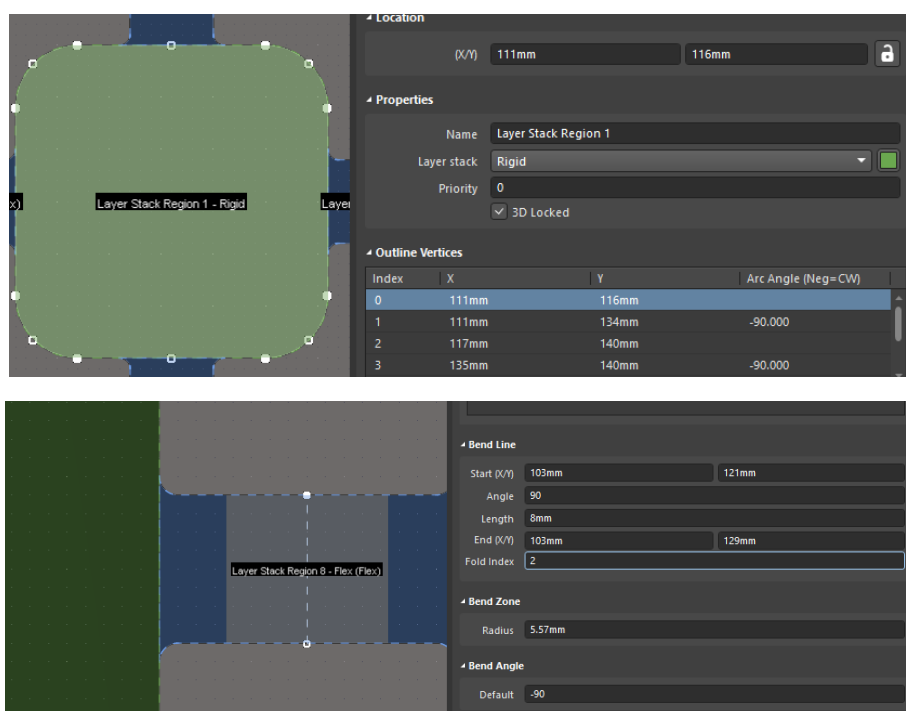 Location
(X/Y) 111mm 116mm
Properties
Name Layer Stack Region 1
Layer stack Rigid
Priority 0
3D Locked
x) Layer Stack Region 1 - Rigid Layer
Outline Vertices
Index X Y Arc Angle (Neg=CW)
0 111mm 116mm
1 111mm 134mm -90.000
2 117mm 140mm
3 135mm 140mm -90.000
Bend Line
Start (X/Y) 103mm 121mm
Angle 90
Length 8mm
End (X/Y) 103mm 129mm
Fold Index 2
Layer Stack Region 8 - Flex (Flex)
Bend Zone
Radius 5.57mm
Bend Angle
Default -90